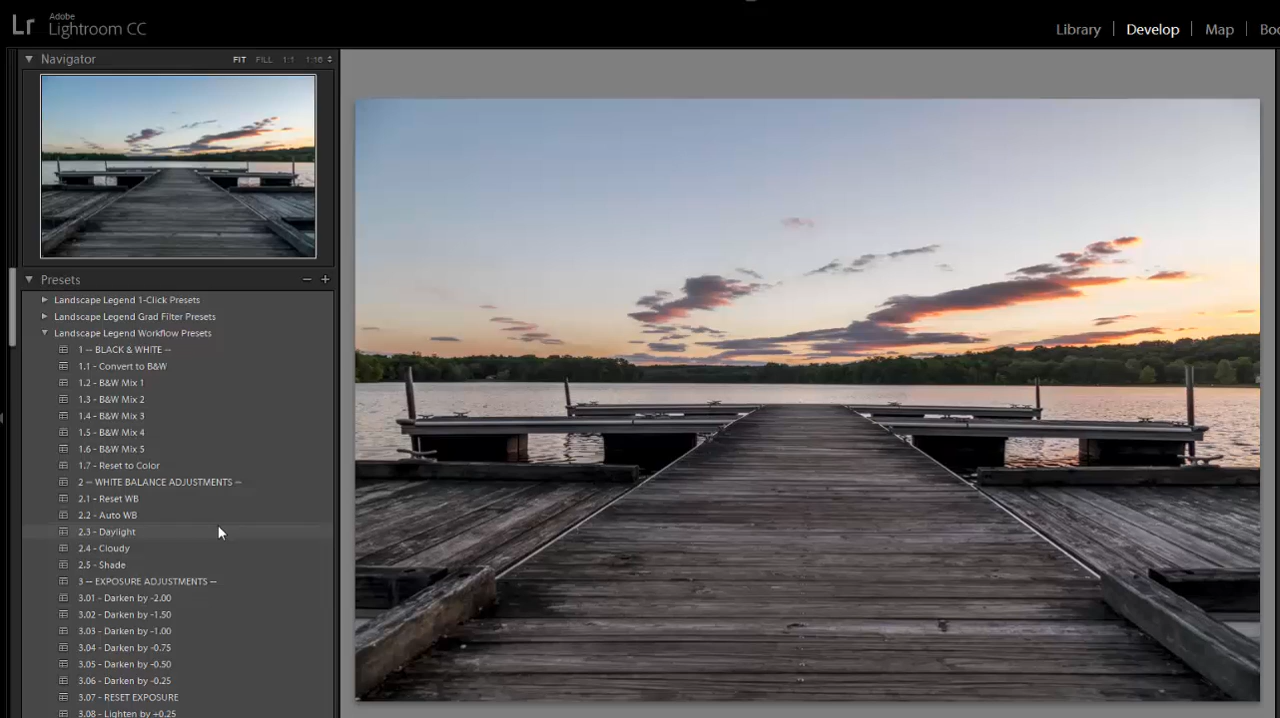 Lr
Adobe
Lightroom CC
Library | Develop | Map | Boo
Navigator FIT FILL 1:1 1:16
Presets − +
Landscape Legend 1-Click Presets
Landscape Legend Grad Filter Presets
Landscape Legend Workflow Presets
1 -- BLACK & WHITE --
1.1 - Convert to B&W
1.2 - B&W Mix 1
1.3 - B&W Mix 2
1.4 - B&W Mix 3
1.5 - B&W Mix 4
1.6 - B&W Mix 5
1.7 - Reset to Color
2 -- WHITE BALANCE ADJUSTMENTS --
2.1 - Reset WB
2.2 - Auto WB
2.3 - Daylight
2.4 - Cloudy
2.5 - Shade
3 -- EXPOSURE ADJUSTMENTS --
3.01 - Darken by -2.00
3.02 - Darken by -1.50
3.03 - Darken by -1.00
3.04 - Darken by -0.75
3.05 - Darken by -0.50
3.06 - Darken by -0.25
3.07 - RESET EXPOSURE
3.08 - Lighten by +0.25